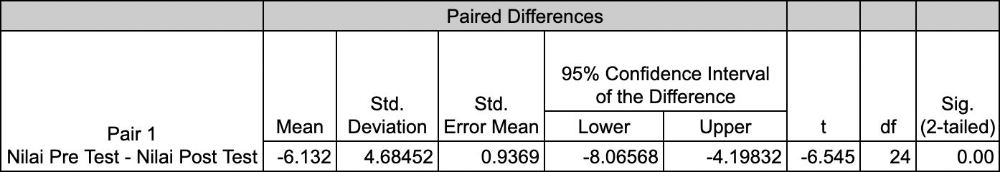 Paired Differences
Pair 1
Nilai Pre Test - Nilai Post Test
Mean
Std.
Deviation
Std.
Error Mean
95% Confidence Interval
of the Difference
Lower Upper
t
df
Sig.
(2-tailed)
-6.132 4.68452 0.9369 -8.06568 -4.19832 -6.545 24 0.00